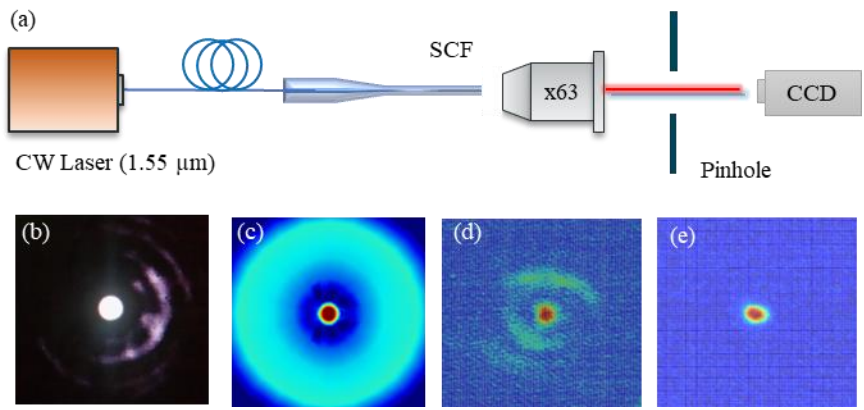 (a)
SCF
x63
CCD
CW Laser (1.55 µm)
Pinhole
(b)
(c)
(d)
(e)